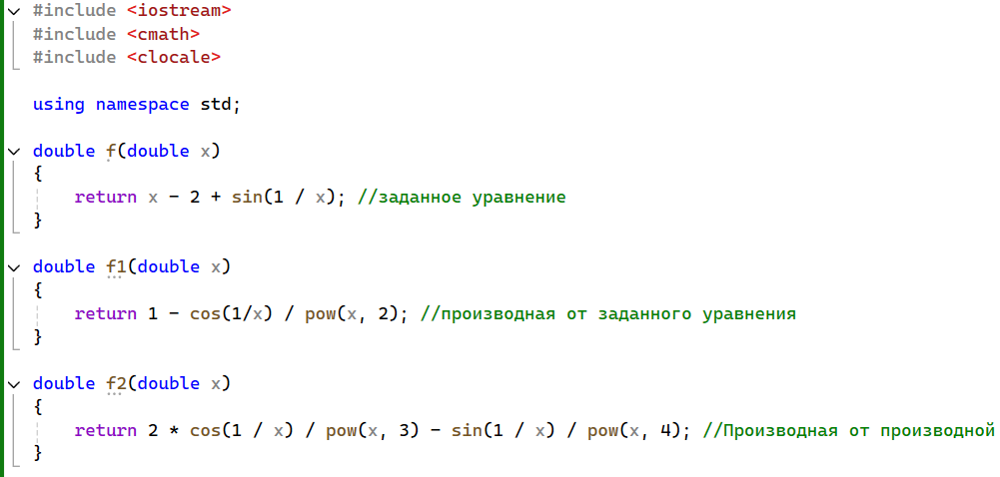 #include <iostream>
#include <cmath>
#include <clocale>
using namespace std;
double f(double x)
{
return x - 2 + sin(1 / x); //заданное уравнение
}
double f1(double x)
{
return 1 - cos(1/x) / pow(x, 2); //производная от заданного уравнения
}
double f2(double x)
{
return 2 * cos(1 / x) / pow(x, 3) - sin(1 / x) / pow(x, 4); //Производная от производной
}